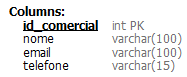 Columns:
id_comercial int PK
nome varchar(100)
email varchar(100)
telefone varchar(15)